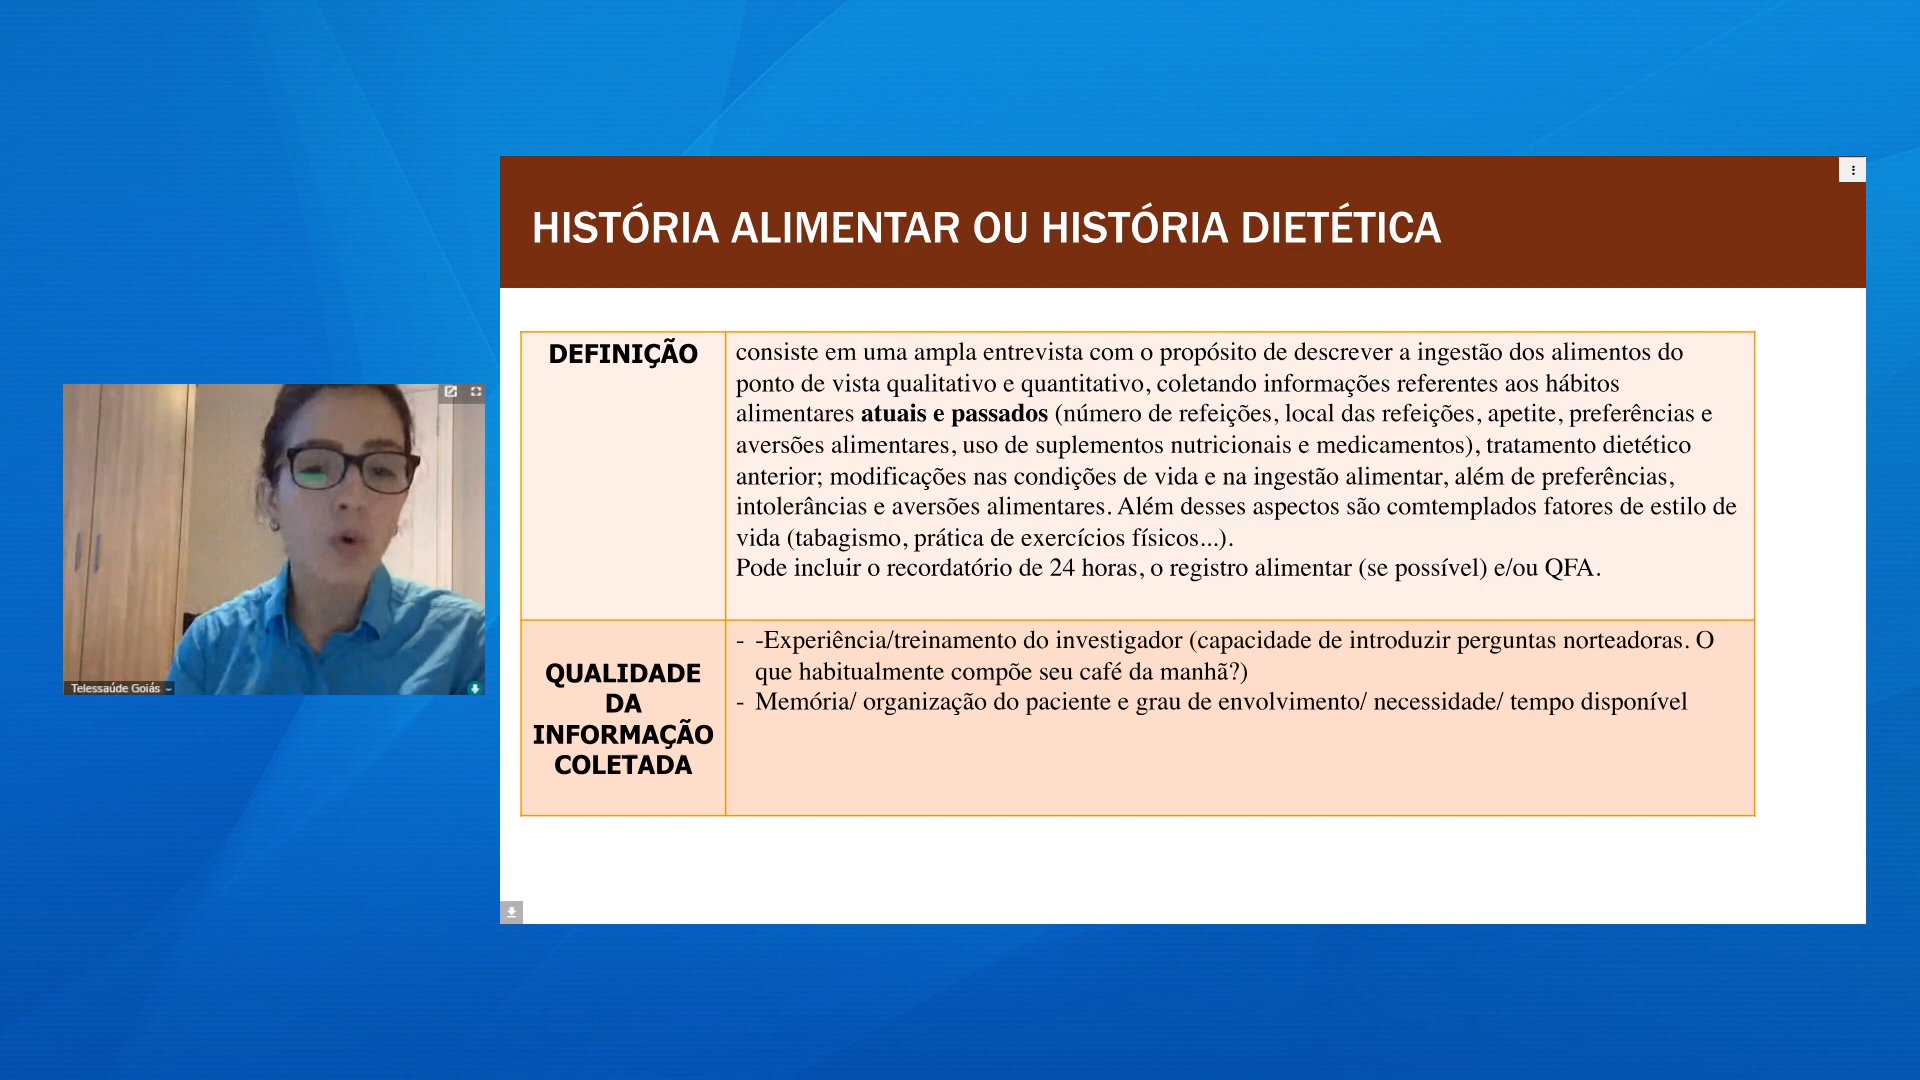 HISTÓRIA ALIMENTAR OU HISTÓRIA DIETÉTICA
DEFINIÇÃO
consiste em uma ampla entrevista com o propósito de descrever a ingestão dos alimentos do
ponto de vista qualitativo e quantitativo, coletando informações referentes aos hábitos
alimentares atuais e passados (número de refeições, local das refeições, apetite, preferências e
aversões alimentares, uso de suplementos nutricionais e medicamentos), tratamento dietético
anterior; modificações nas condições de vida e na ingestão alimentar, além de preferências,
intolerâncias e aversões alimentares. Além desses aspectos são comtemplados fatores de estilo de
vida (tabagismo, prática de exercícios físicos...).
Pode incluir o recordatório de 24 horas, o registro alimentar (se possível) e/ou QFA.
QUALIDADE
DA
INFORMAÇÃO
COLETADA
- -Experiência/treinamento do investigador (capacidade de introduzir perguntas norteadoras. O
que habitualmente compõe seu café da manhã?)
- Memória/ organização do paciente e grau de envolvimento/ necessidade/ tempo disponível
Telessaúde Goiás